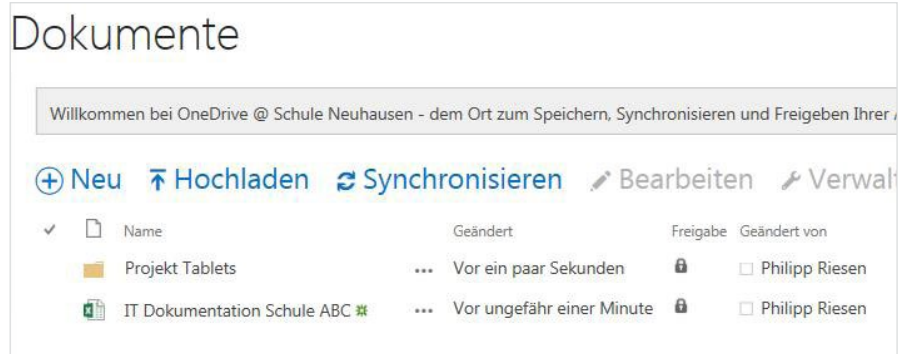 Dokumente
Willkommen bei OneDrive @ Schule Neuhausen - dem Ort zum Speichern, Synchronisieren und Freigeben Ihrer
Neu Hochladen Synchronisieren Bearbeiten Verwalt
Name Geändert Freigabe Geändert von
Projekt Tablets ... Vor ein paar Sekunden Philipp Riesen
IT Dokumentation Schule ABC ... Vor ungefähr einer Minute Philipp Riesen